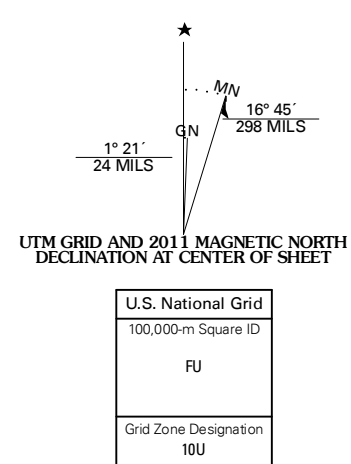 ★
MN
16° 45´
298 MILS
GN
1° 21´
24 MILS
UTM GRID AND 2011 MAGNETIC NORTH
DECLINATION AT CENTER OF SHEET
U.S. National Grid
100,000-m Square ID
FU
Grid Zone Designation
10U